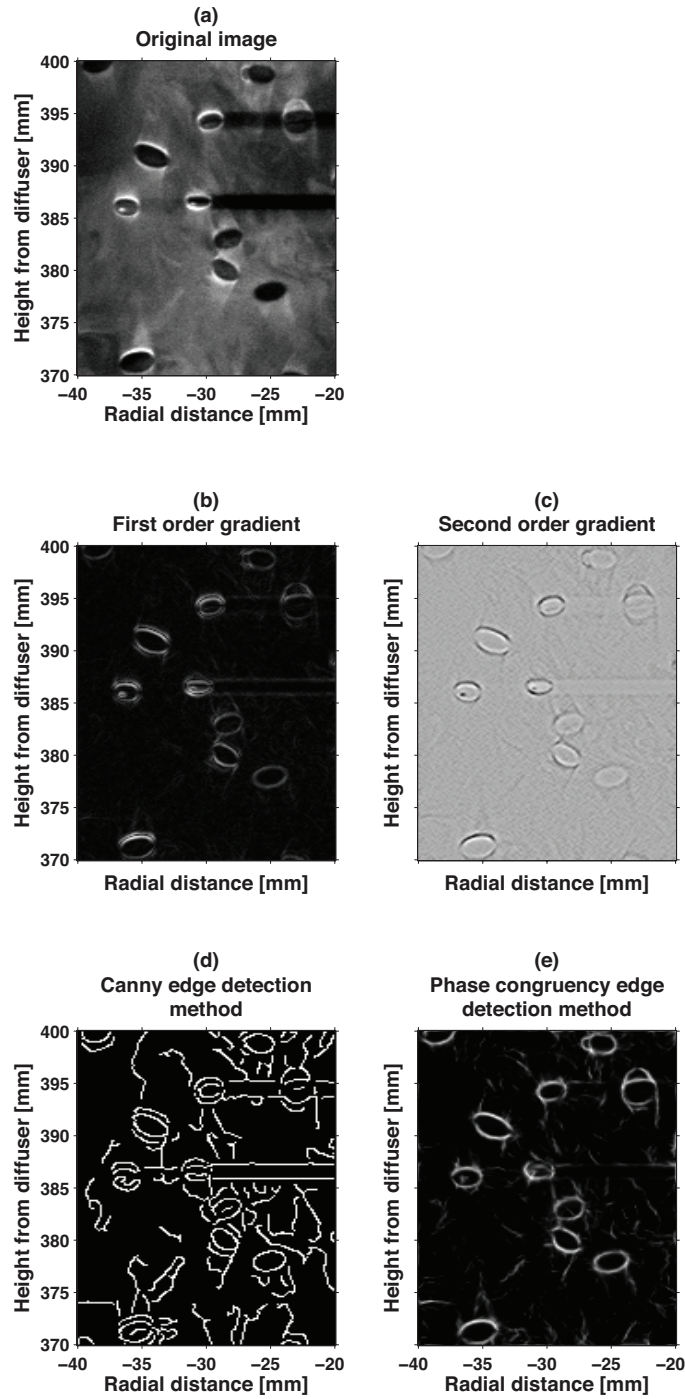 (a)
Original image
Height from diffuser [mm]
400
395
390
385
380
375
370
−40
−35
−30
−25
−20
Radial distance [mm]
(b)
First order gradient
Height from diffuser [mm]
400
395
390
385
380
375
370
Radial distance [mm]
(c)
Second order gradient
Height from diffuser [mm]
Radial distance [mm]
(d)
Canny edge detection
method
Height from diffuser [mm]
400
395
390
385
380
375
370
−40
−35
−30
−25
−20
Radial distance [mm]
(e)
Phase congruency edge
detection method
Height from diffuser [mm]
−40
−35
−30
−25
−20
Radial distance [mm]